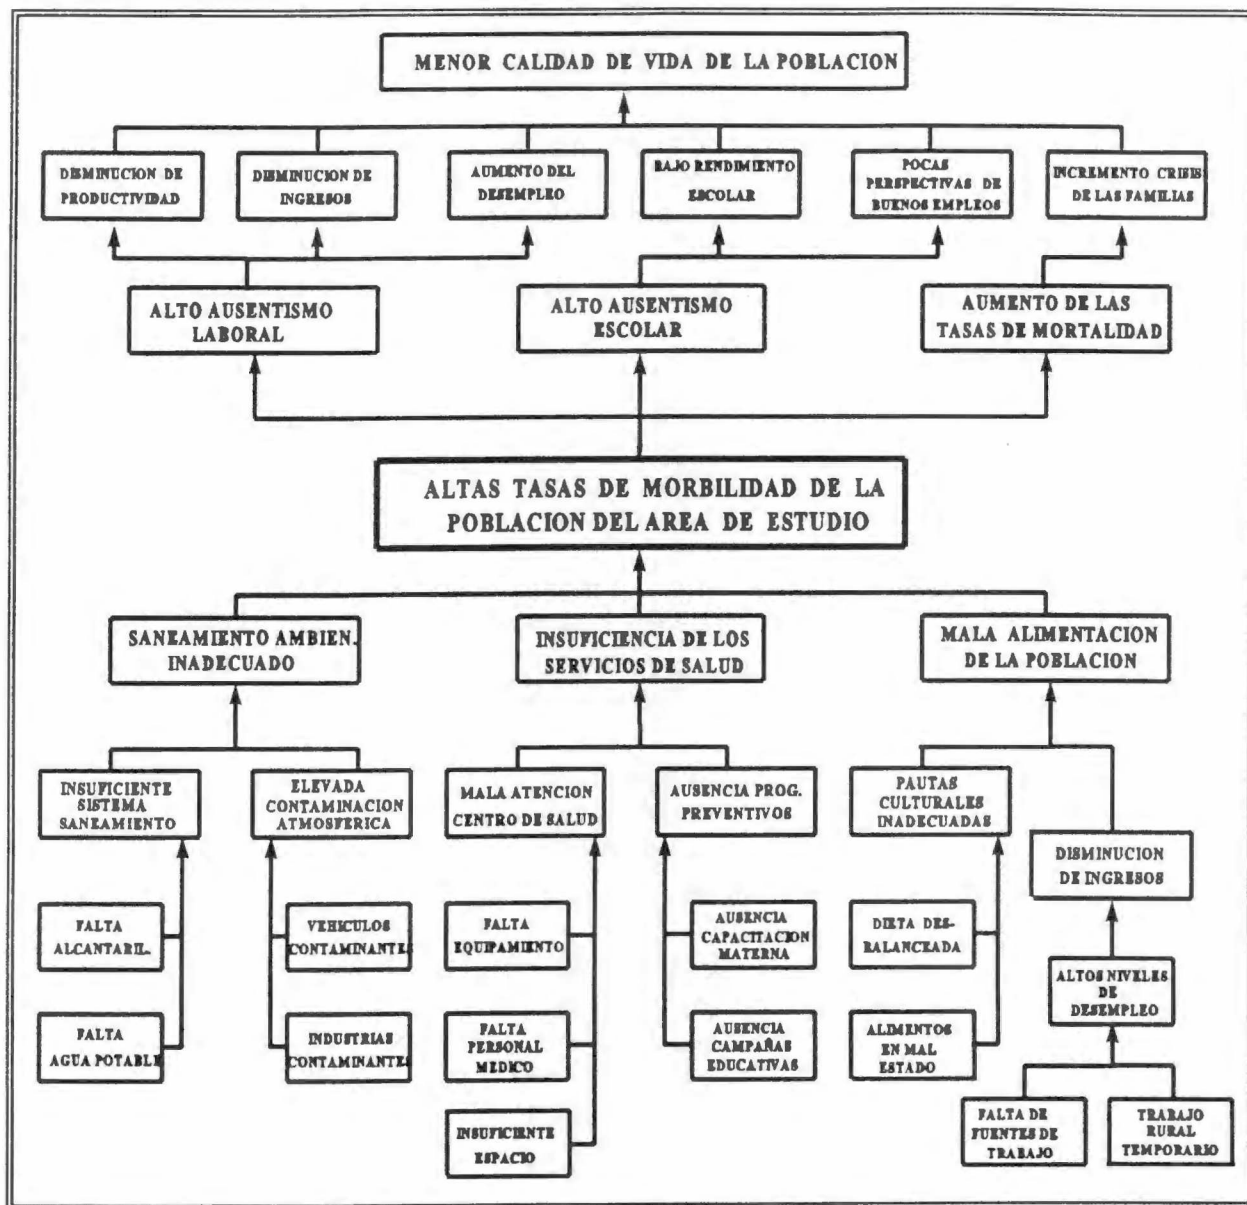 MENOR CALIDAD DE VIDA DE LA POBLACION
DISMINUCION DE
PRODUCTIVIDAD
DISMINUCION DE
INGRESOS
AUMENTO DEL
DESEMPLEO
BAJO RENDIMIENTO
ESCOLAR
POCAS
PERSPECTIVAS DE
BUENOS EMPLEOS
INCREMENTO CRISIS
DE LAS FAMILIAS
ALTO AUSENTISMO
LABORAL
ALTO AUSENTISMO
ESCOLAR
AUMENTO DE LAS
TASAS DE MORTALIDAD
ALTAS TASAS DE MORBILIDAD DE LA
POBLACION DEL AREA DE ESTUDIO
SANEAMIENTO AMBIEN.
INADECUADO
INSUFICIENCIA DE LOS
SERVICIOS DE SALUD
MALA ALIMENTACION
DE LA POBLACION
INSUFICIENTE
SISTEMA
SANEAMIENTO
ELEVADA
CONTAMINACION
ATMOSFERICA
MALA ATENCION
CENTRO DE SALUD
AUSENCIA PROG.
PREVENTIVOS
PAUTAS
CULTURALES
INADECUADAS
DISMINUCION
DE INGRESOS
FALTA
ALCANTARIL.
VEHICULOS
CONTAMINANTES
FALTA
EQUIPAMIENTO
AUSENCIA
CAPACITACION
MATERNA
DIETA DES-
BALANCEADA
ALTOS NIVELES
DE
DESEMPLEO
FALTA
AGUA POTABLE
INDUSTRIAS
CONTAMINANTES
FALTA
PERSONAL
MEDICO
AUSENCIA
CAMPAÑAS
EDUCATIVAS
ALIMENTOS
EN MAL
ESTADO
INSUFICIENTE
ESPACIO
FALTA DE
FUENTES DE
TRABAJO
TRABAJO
RURAL
TEMPORARIO